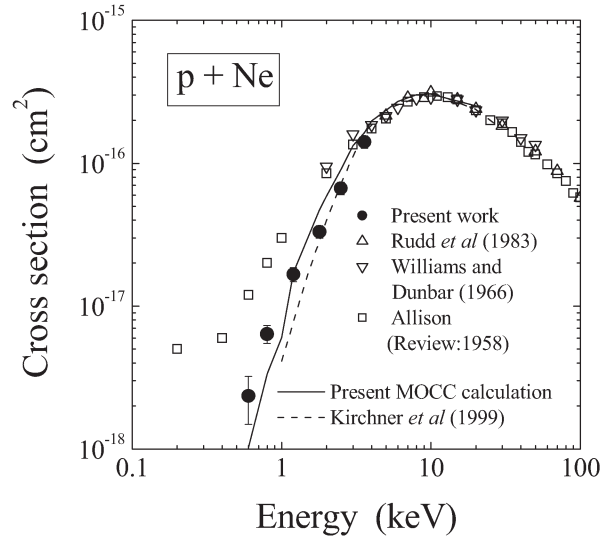 10^-15
p + Ne
10^-16
Cross section (cm^2)
Present work
Rudd et al (1983)
Williams and
Dunbar (1966)
10^-17
Allison
(Review:1958)
Present MOCC calculation
Kirchner et al (1999)
10^-18
0.1 1 10 100
Energy (keV)